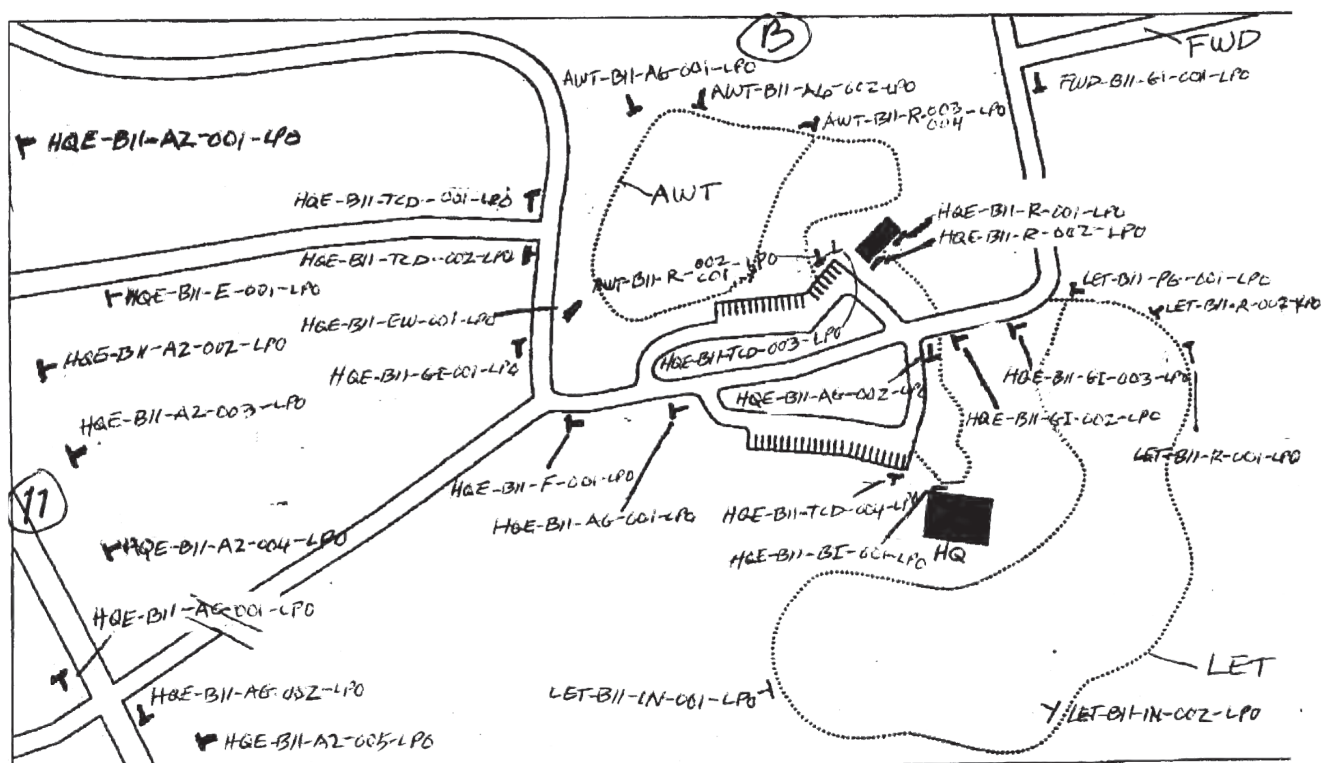 B
FWD
AWT-B11-AG-001-LPO
AWT-B11-AG-002-LPO
FWD-B11-GI-001-LPO
AWT-B11-R-003-LPO
004
HQE-B11-AZ-001-LPO
AWT
HQE-B11-TCD-001-LPO
HQE-B11-R-001-LPO
HQE-B11-R-002-LPO
HQE-B11-TCD-002-LPO
AWT-B11-R-002-LPO
001
LET-B11-PG-001-LPO
HQE-B11-E-001-LPO
LET-B11-R-002-LPO
HQE-B11-EW-001-LPO
HQE-B11-AZ-002-LPO
HQE-B11-TCD-003-LPO
HQE-B11-GI-001-LPO
HQE-B11-GI-003-LPO
HQE-B11-AG-002-LPO
HQE-B11-AZ-003-LPO
HQE-B11-GI-002-LPO
LET-B11-R-001-LPO
HQE-B11-F-001-LPO
11
HQE-B11-AG-001-LPO
HQE-B11-TCD-004-LPO
HQE-B11-AZ-004-LPO
HQE-B11-BI-001-LPO
HQ
HQE-B11-AG-001-LPO
LET
HQE-B11-AG-002-LPO
LET-B11-IN-001-LPO
LET-B11-IN-002-LPO
HQE-B11-AZ-005-LPO